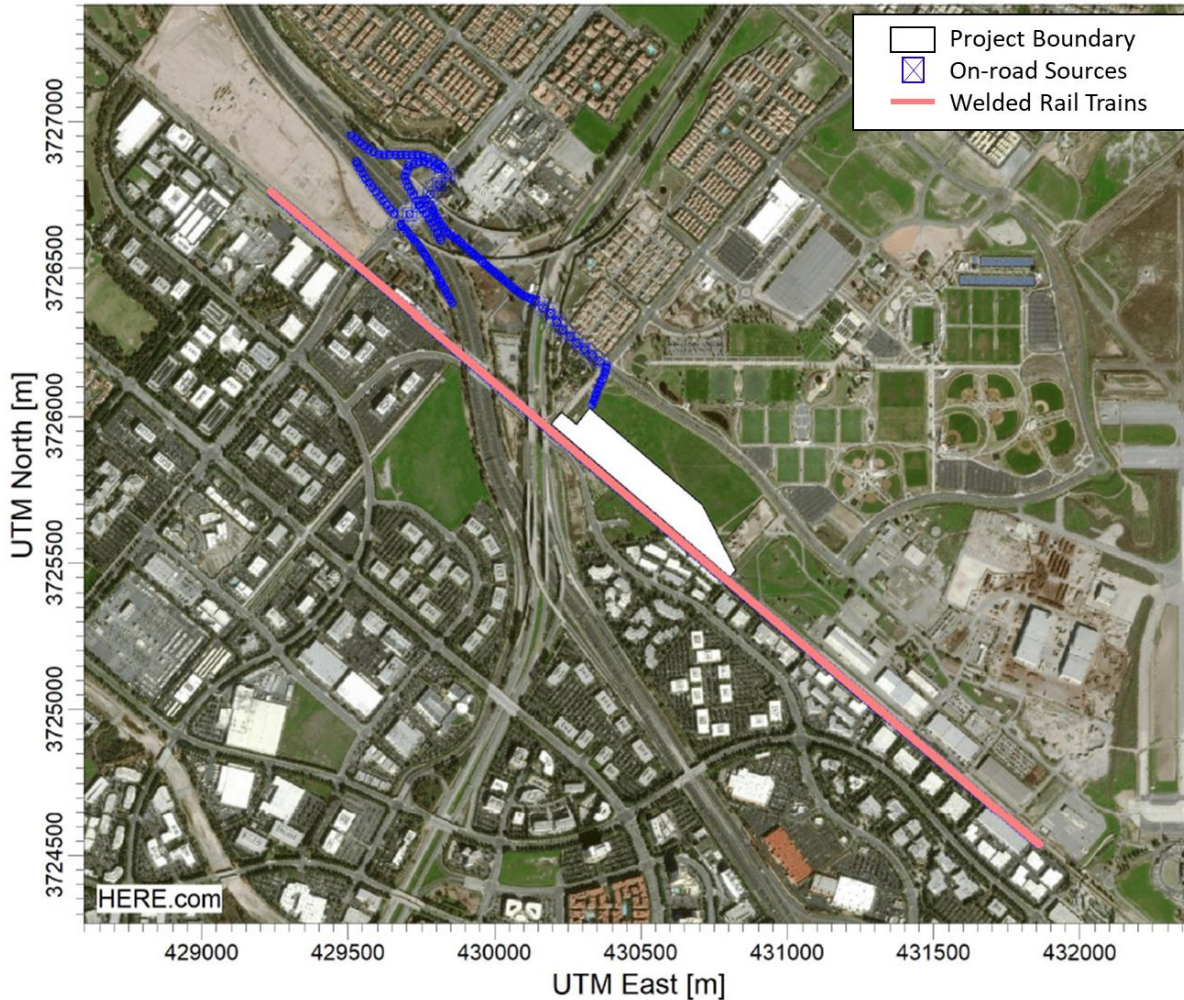 Project Boundary
On-road Sources
Welded Rail Trains
UTM North [m]
3727000
3726500
3726000
3725500
3725000
3724500
HERE.com
429000 429500 430000 430500 431000 431500 432000
UTM East [m]